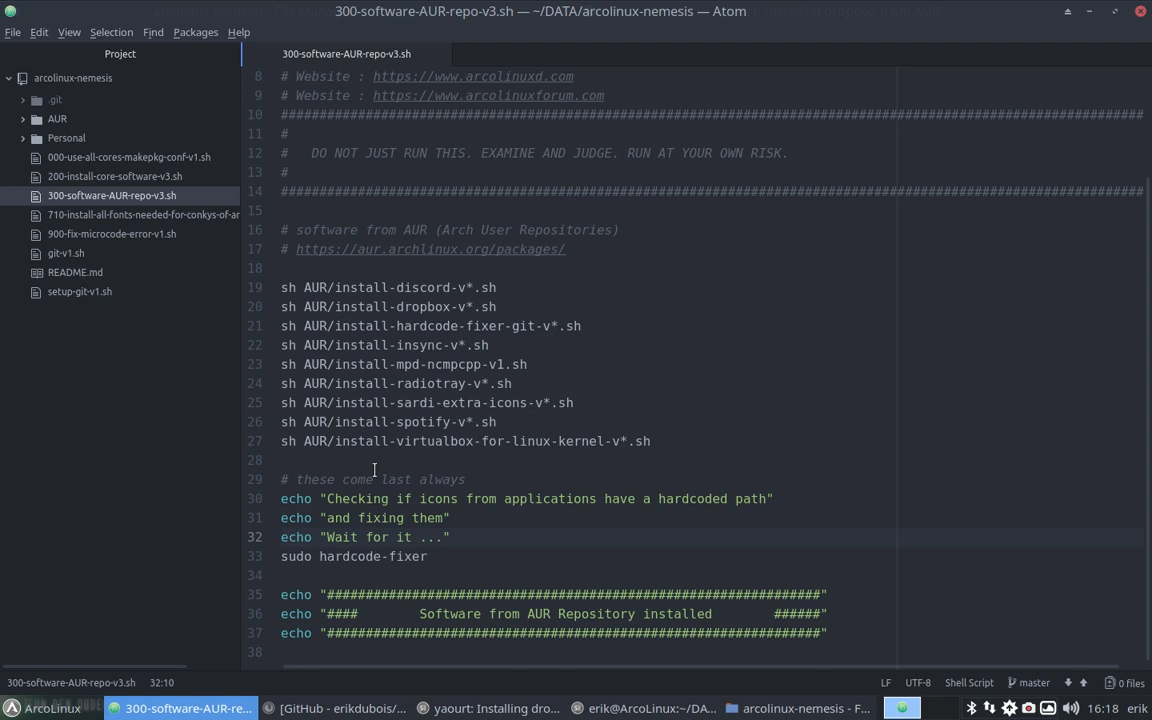 300-software-AUR-repo-v3.sh — ~/DATA/arcolinux-nemesis — Atom
File Edit View Selection Find Packages Help
Project
300-software-AUR-repo-v3.sh
arcolinux-nemesis
.git
AUR
Personal
000-use-all-cores-makepkg-conf-v1.sh
200-install-core-software-v3.sh
300-software-AUR-repo-v3.sh
710-install-all-fonts-needed-for-conkys-of-ar
900-fix-microcode-error-v1.sh
git-v1.sh
README.md
setup-git-v1.sh
8 # Website : https://www.arcolinuxd.com
9 # Website : https://www.arcolinuxforum.com
10 ################################################################################################################
11 #
12 #   DO NOT JUST RUN THIS. EXAMINE AND JUDGE. RUN AT YOUR OWN RISK.
13 #
14 ################################################################################################################
15
16 # software from AUR (Arch User Repositories)
17 # https://aur.archlinux.org/packages/
18
19 sh AUR/install-discord-v*.sh
20 sh AUR/install-dropbox-v*.sh
21 sh AUR/install-hardcode-fixer-git-v*.sh
22 sh AUR/install-insync-v*.sh
23 sh AUR/install-mpd-ncmpcpp-v1.sh
24 sh AUR/install-radiotray-v*.sh
25 sh AUR/install-sardi-extra-icons-v*.sh
26 sh AUR/install-spotify-v*.sh
27 sh AUR/install-virtualbox-for-linux-kernel-v*.sh
28
29 # these come last always
30 echo "Checking if icons from applications have a hardcoded path"
31 echo "and fixing them"
32 echo "Wait for it ..."
33 sudo hardcode-fixer
34
35 echo "################################################################"
36 echo "####        Software from AUR Repository installed        ######"
37 echo "################################################################"
38
300-software-AUR-repo-v3.sh 32:10 LF UTF-8 Shell Script master 0 files
ArcoLinux 300-software-AUR-re... [GitHub - erikdubois/... yaourt: Installing dro... erik@ArcoLinux:~/DA... arcolinux-nemesis - F... 16:18 erik